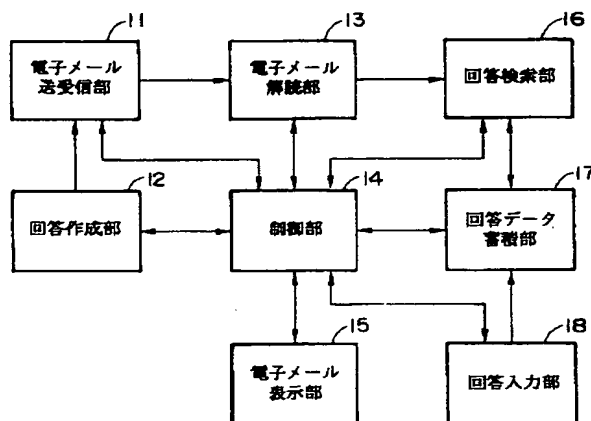 11
電子メール
送受信部
13
電子メール
解読部
16
回答検索部
12
回答作成部
14
制御部
17
回答データ
蓄積部
15
電子メール
表示部
18
回答入力部